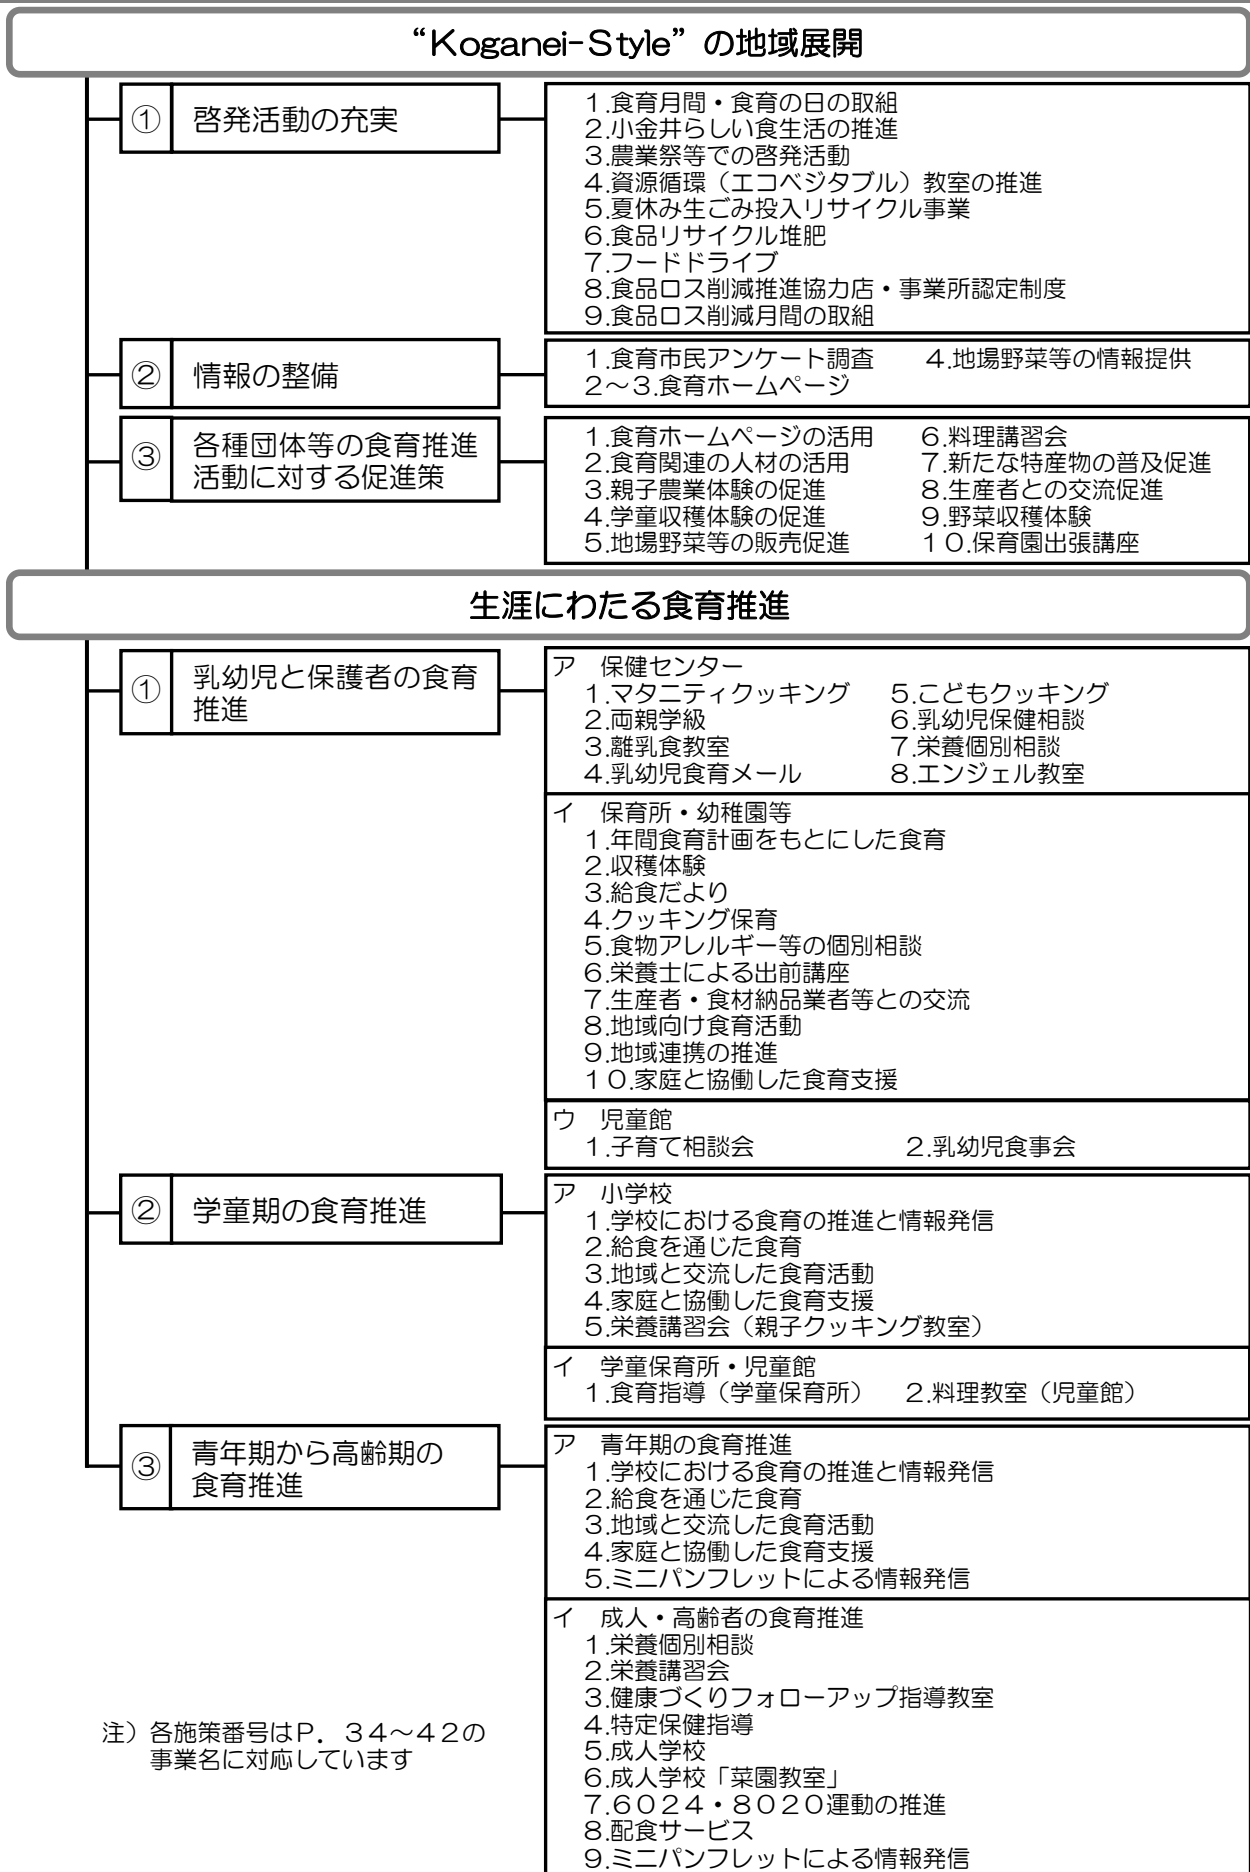 “Koganei-Style”の地域展開
① 啓発活動の充実
１.食育月間・食育の日の取組
２.小金井らしい食生活の推進
３.農業祭等での啓発活動
４.資源循環（エコベジタブル）教室の推進
５.夏休み生ごみ投入リサイクル事業
６.食品リサイクル堆肥
７.フードドライブ
８.食品ロス削減推進協力店・事業所認定制度
９.食品ロス削減月間の取組
② 情報の整備
１.食育市民アンケート調査　４.地場野菜等の情報提供
２～３.食育ホームページ
③ 各種団体等の食育推進
活動に対する促進策
１.食育ホームページの活用　６.料理講習会
２.食育関連の人材の活用　７.新たな特産物の普及促進
３.親子農業体験の促進　８.生産者との交流促進
４.学童収穫体験の促進　９.野菜収穫体験
５.地場野菜等の販売促進　１０.保育園出張講座
生涯にわたる食育推進
① 乳幼児と保護者の食育
推進
ア　保健センター
１.マタニティクッキング　５.こどもクッキング
２.両親学級　６.乳幼児保健相談
３.離乳食教室　７.栄養個別相談
４.乳幼児食育メール　８.エンジェル教室
イ　保育所・幼稚園等
１.年間食育計画をもとにした食育
２.収穫体験
３.給食だより
４.クッキング保育
５.食物アレルギー等の個別相談
６.栄養士による出前講座
７.生産者・食材納品業者等との交流
８.地域向け食育活動
９.地域連携の推進
１０.家庭と協働した食育支援
ウ　児童館
１.子育て相談会　２.乳幼児食事会
② 学童期の食育推進
ア　小学校
１.学校における食育の推進と情報発信
２.給食を通じた食育
３.地域と交流した食育活動
４.家庭と協働した食育支援
５.栄養講習会（親子クッキング教室）
イ　学童保育所・児童館
１.食育指導（学童保育所）　２.料理教室（児童館）
③ 青年期から高齢期の
食育推進
ア　青年期の食育推進
１.学校における食育の推進と情報発信
２.給食を通じた食育
３.地域と交流した食育活動
４.家庭と協働した食育支援
５.ミニパンフレットによる情報発信
イ　成人・高齢者の食育推進
１.栄養個別相談
２.栄養講習会
３.健康づくりフォローアップ指導教室
４.特定保健指導
５.成人学校
６.成人学校「菜園教室」
７.６０２４・８０２０運動の推進
８.配食サービス
９.ミニパンフレットによる情報発信
注）各施策番号はＰ．３４～４２の
事業名に対応しています